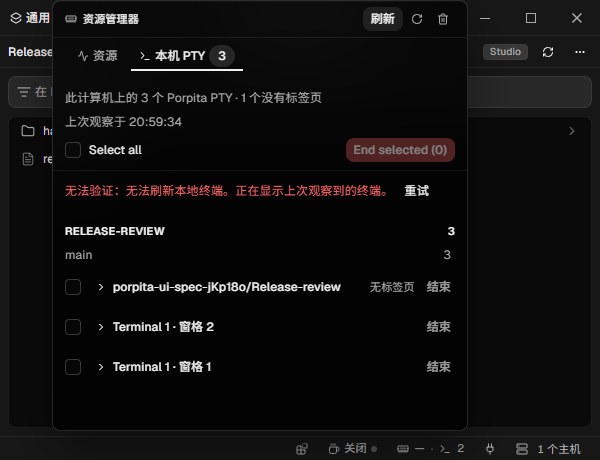 通用
资源管理器
刷新
Release
Studio
资源
本机 PTY 3
在
此计算机上的 3 个 Porpita PTY · 1 个没有标签页
上次观察于 20:59:34
ha
re
Select all
End selected (0)
无法验证：无法刷新本地终端。正在显示上次观察到的终端。 重试
RELEASE-REVIEW 3
main 3
porpita-ui-spec-jKp18o/Release-review 无标签页 结束
Terminal 1 · 窗格 2 结束
Terminal 1 · 窗格 1 结束
关闭 — · 2 1 个主机